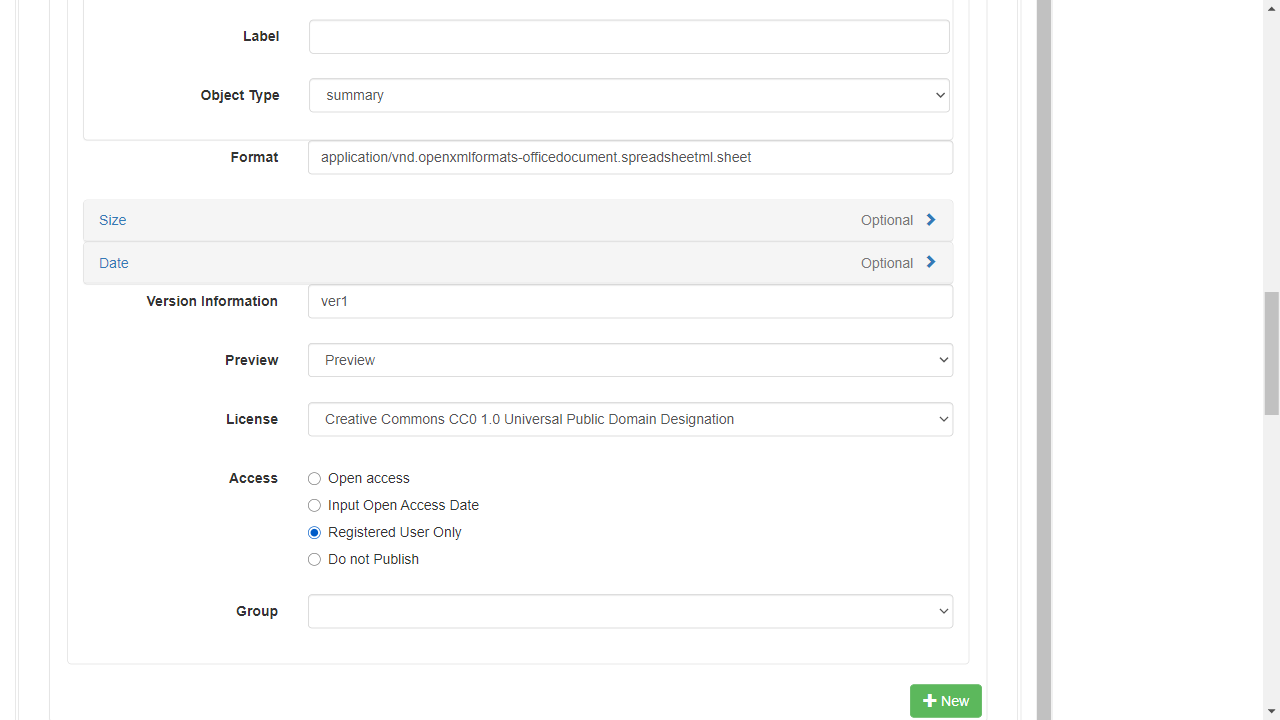 Label
Object Type summary
Format application/vnd.openxmlformats-officedocument.spreadsheetml.sheet
Size Optional
Date Optional
Version Information ver1
Preview Preview
License Creative Commons CC0 1.0 Universal Public Domain Designation
Access Open access
Input Open Access Date
Registered User Only
Do not Publish
Group
New